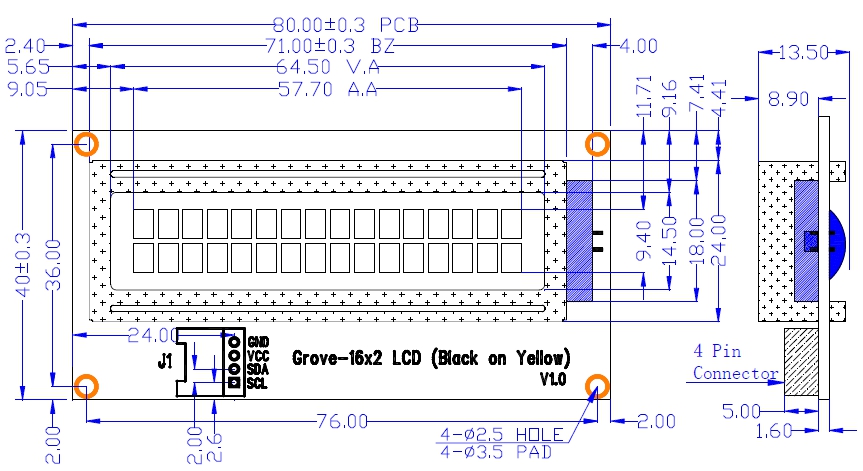 80.00±0.3 PCB
2.40 71.00±0.3 BZ 4.00 13.50
5.65 64.50 V.A
9.05 57.70 A.A
11.71 9.16 7.41 4.41 8.90
40±0.3 36.00
9.40 14.50 18.00 24.00
24.00
J1
GND
VCC
SDA
SCL
Grove-16x2 LCD (Black on Yellow)
V1.0
4 Pin
Connector
2.00 2.00 2.6 76.00 2.00
4-Ø2.5 HOLE
4-Ø3.5 PAD
5.00
1.60